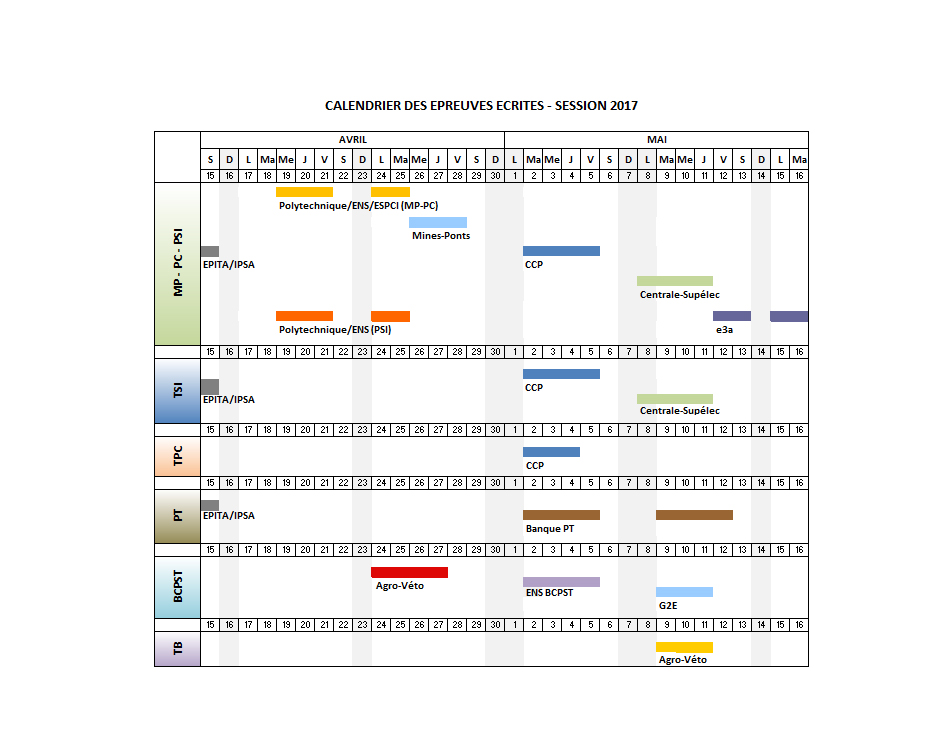 CALENDRIER DES EPREUVES ECRITES - SESSION 2017
AVRIL MAI
S D L Ma Me J V S D L Ma Me J V S D L Ma Me J V S D L Ma Me J V S D L Ma
15 16 17 18 19 20 21 22 23 24 25 26 27 28 29 30 1 2 3 4 5 6 7 8 9 10 11 12 13 14 15 16
MP - PC - PSI
Polytechnique/ENS/ESPCI (MP-PC)
Mines-Ponts
EPITA/IPSA CCP
Centrale-Supélec
Polytechnique/ENS (PSI) e3a
15 16 17 18 19 20 21 22 23 24 25 26 27 28 29 30 1 2 3 4 5 6 7 8 9 10 11 12 13 14 15 16
TSI
CCP
EPITA/IPSA
Centrale-Supélec
15 16 17 18 19 20 21 22 23 24 25 26 27 28 29 30 1 2 3 4 5 6 7 8 9 10 11 12 13 14 15 16
TPC
CCP
15 16 17 18 19 20 21 22 23 24 25 26 27 28 29 30 1 2 3 4 5 6 7 8 9 10 11 12 13 14 15 16
PT
EPITA/IPSA
Banque PT
15 16 17 18 19 20 21 22 23 24 25 26 27 28 29 30 1 2 3 4 5 6 7 8 9 10 11 12 13 14 15 16
BCPST
Agro-Véto
ENS BCPST
G2E
15 16 17 18 19 20 21 22 23 24 25 26 27 28 29 30 1 2 3 4 5 6 7 8 9 10 11 12 13 14 15 16
TB
Agro-Véto